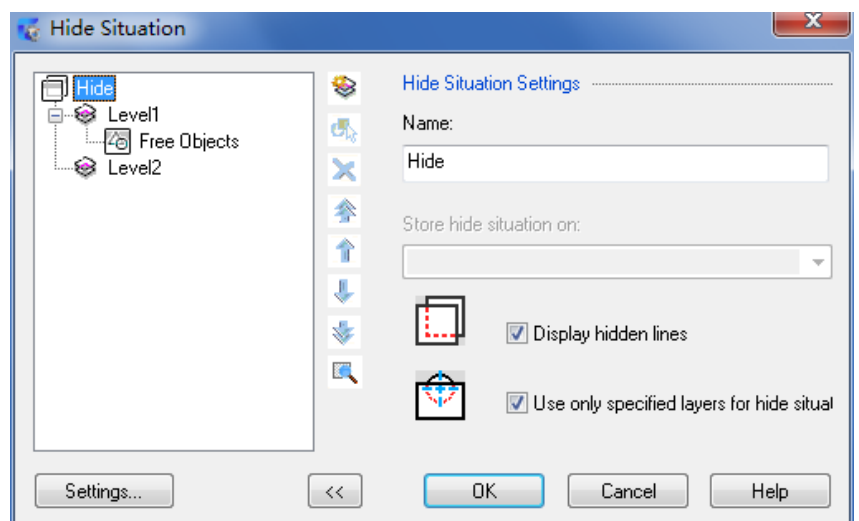 Hide Situation
Hide
Level1
Free Objects
Level2
Hide Situation Settings
Name:
Hide
Store hide situation on:
Display hidden lines
Use only specified layers for hide situat
Settings...
<<
OK
Cancel
Help